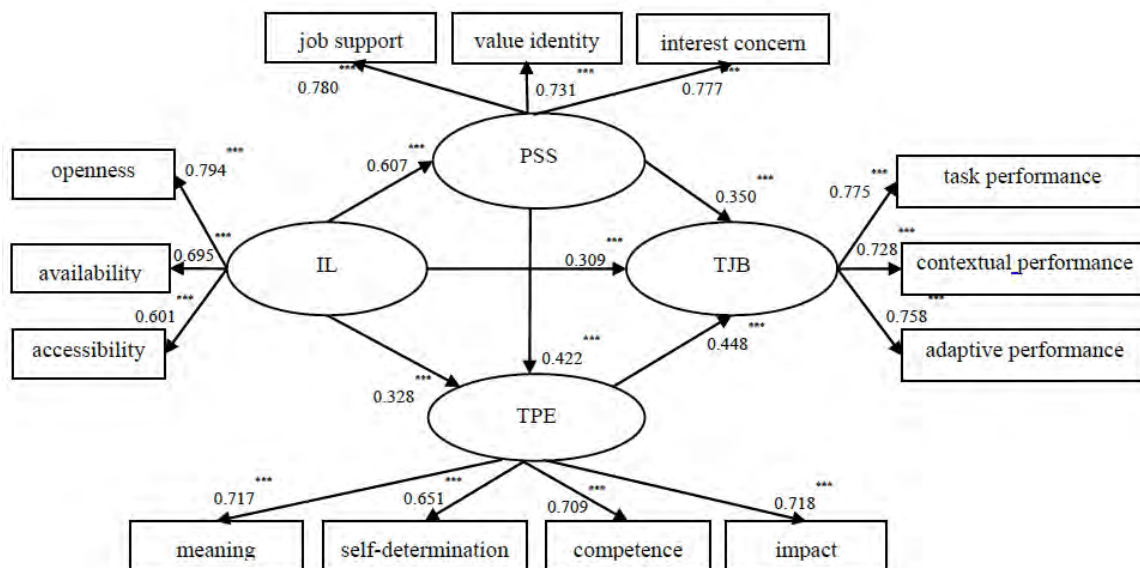 job support
value identity
interest concern
0.780***
0.731***
0.777***
openness
0.794***
0.607***
PSS
0.350***
0.775***
task performance
availability
0.695***
IL
0.309***
TJB
0.728***
contextual performance
accessibility
0.601***
0.758***
adaptive performance
0.328***
0.422***
0.448***
TPE
0.717***
0.651***
0.709***
0.718***
meaning
self-determination
competence
impact